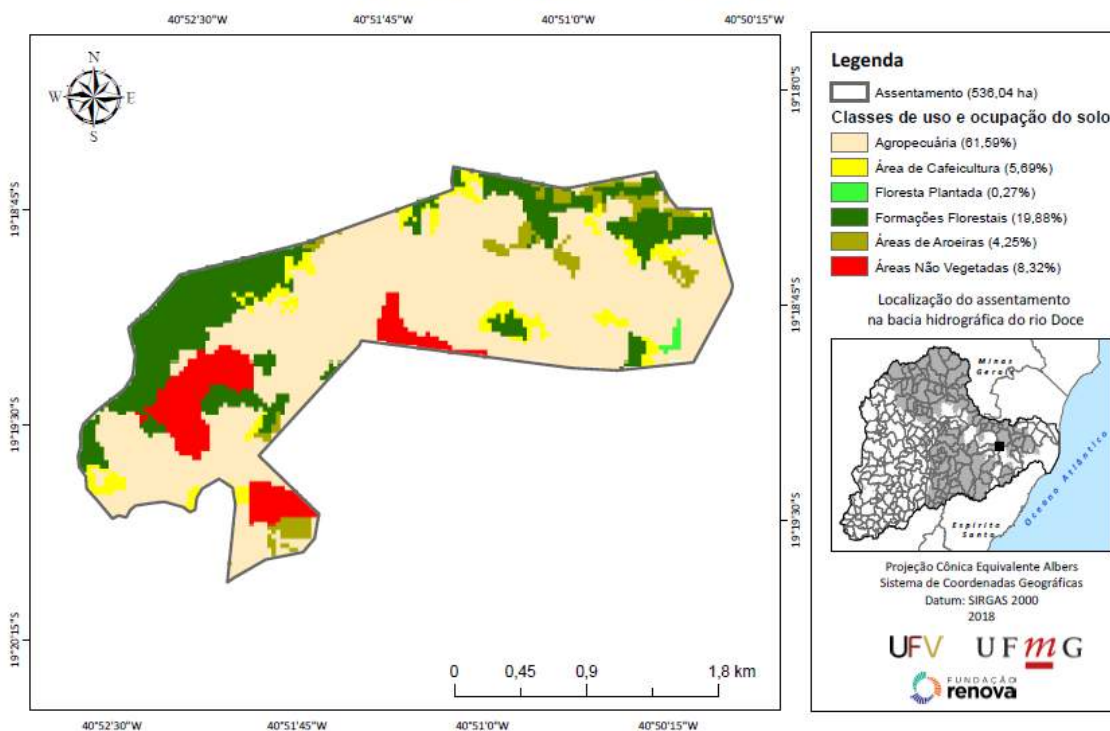 40°52'30"W 40°51'45"W 40°51'0"W 40°50'15"W
N
W E
S
19°18'45"S
19°19'30"S
19°20'15"S
19°18'0"S
19°18'45"S
19°19'30"S
0 0,45 0,9 1,8 km
40°52'30"W 40°51'45"W 40°51'0"W 40°50'15"W
Legenda
Assentamento (536,04 ha)
Classes de uso e ocupação do solo
Agropecuária (61,59%)
Área de Cafeicultura (5,69%)
Floresta Plantada (0,27%)
Formações Florestais (19,88%)
Áreas de Aroeiras (4,25%)
Áreas Não Vegetadas (8,32%)
Localização do assentamento
na bacia hidrográfica do rio Doce
Minas
Gerais
Espírito
Santo
Oceano Atlântico
Projeção Cônica Equivalente Albers
Sistema de Coordenadas Geográficas
Datum: SIRGAS 2000
2018
UFV UFmG
FUNDAÇÃO
renova